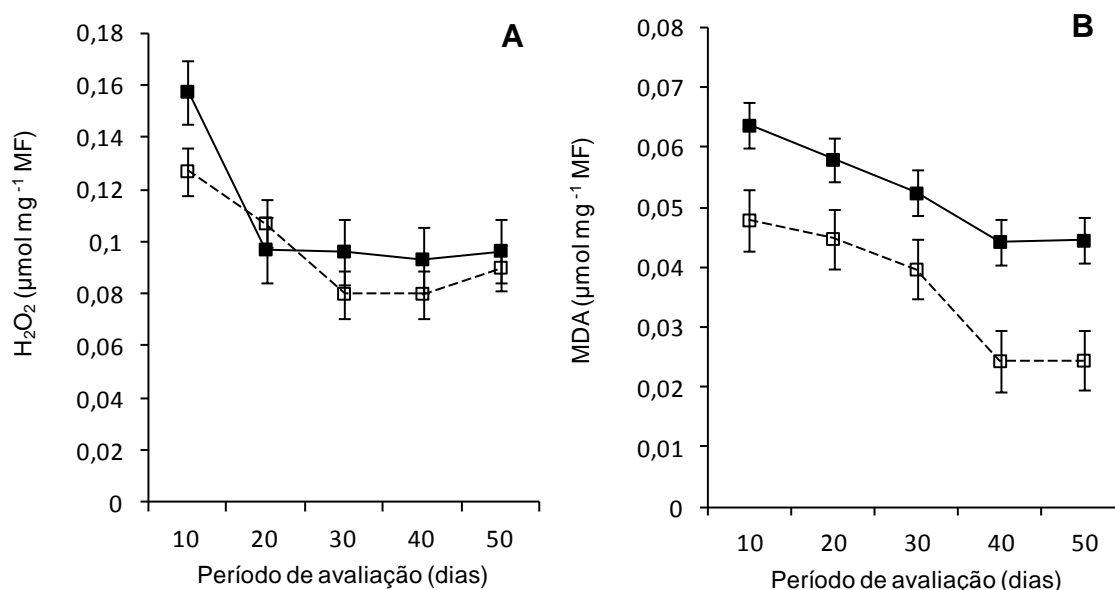 A
H₂O₂ (μmol mg⁻¹ MF)
0,18
0,16
0,14
0,12
0,1
0,08
0,06
0,04
0,02
0
10 20 30 40 50
Período de avaliação (dias)
B
MDA (μmol mg⁻¹ MF)
0,08
0,07
0,06
0,05
0,04
0,03
0,02
0,01
0
10 20 30 40 50
Período de avaliação (dias)